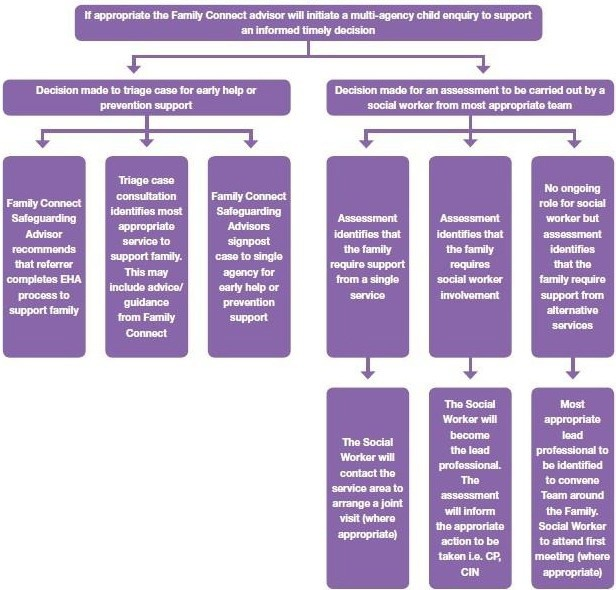 If appropriate the Family Connect advisor will initiate a multi-agency child enquiry to support
an informed timely decision
Decision made to triage case for early help or
prevention support
Decision made for an assessment to be carried out by a
social worker from most appropriate team
Family Connect
Safeguarding
Advisor
recommends
that referrer
completes EHA
process to
support family
Triage case
consultation
identifies most
appropriate
service to
support family.
This may
include advice/
guidance
from Family
Connect
Family Connect
Safeguarding
Advisors
signpost
case to single
agency for
early help or
prevention
support
Assessment
identifies that
the family
require support
from a single
service
Assessment
identifies that
the family
requires
social worker
involvement
No ongoing
role for social
worker but
assessment
identifies
that the
family require
support from
alternative
services
The Social
Worker will
contact the
service area to
arrange a joint
visit (where
appropriate)
The Social
Worker will
become
the lead
professional.
The
assessment
will inform
the approriate
action to be
taken i.e. CP,
CIN
Most
appropriate
lead
professional to
be identified
to convene
Team around
the Family.
Social Worker
to attend first
meeting (where
appropriate)